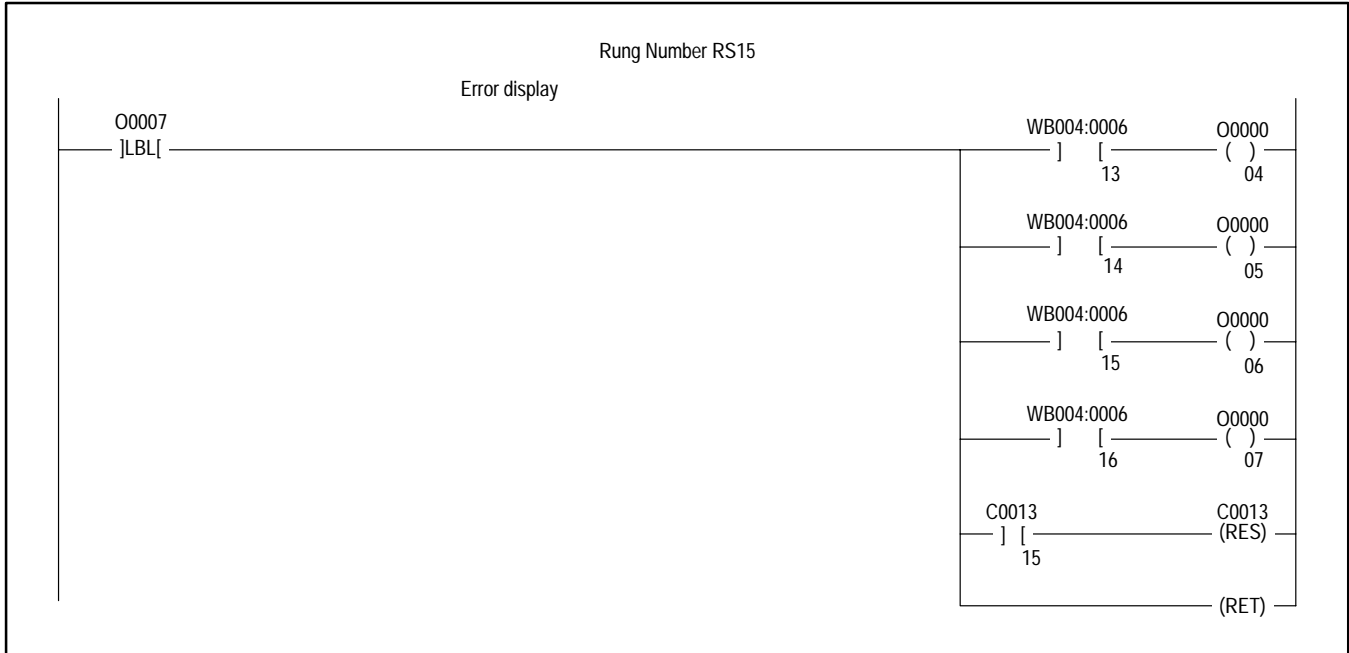 Rung Number RS15
Error display
O0007
]LBL[
WB004:0006 O0000
] [ ( )
13 04
WB004:0006 O0000
] [ ( )
14 05
WB004:0006 O0000
] [ ( )
15 06
WB004:0006 O0000
] [ ( )
16 07
C0013 C0013
] [ (RES)
15
(RET)